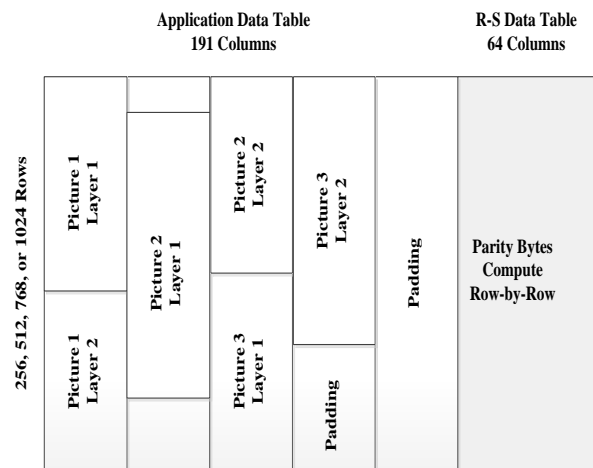 Application Data Table
191 Columns
R-S Data Table
64 Columns
256, 512, 768, or 1024 Rows
Picture 1
Layer 1
Picture 1
Layer 2
Picture 2
Layer 1
Picture 2
Layer 2
Picture 3
Layer 1
Picture 3
Layer 2
Padding
Padding
Parity Bytes
Compute
Row-by-Row